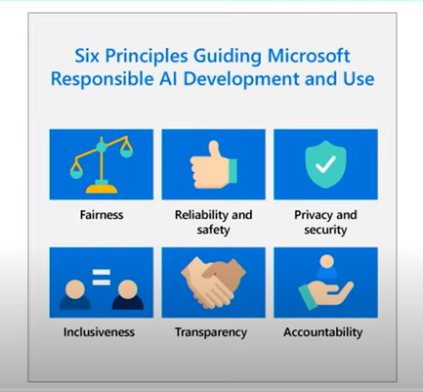 Six Principles Guiding Microsoft
Responsible AI Development and Use
Fairness
Reliability and
safety
Privacy and
security
Inclusiveness
Transparency
Accountability